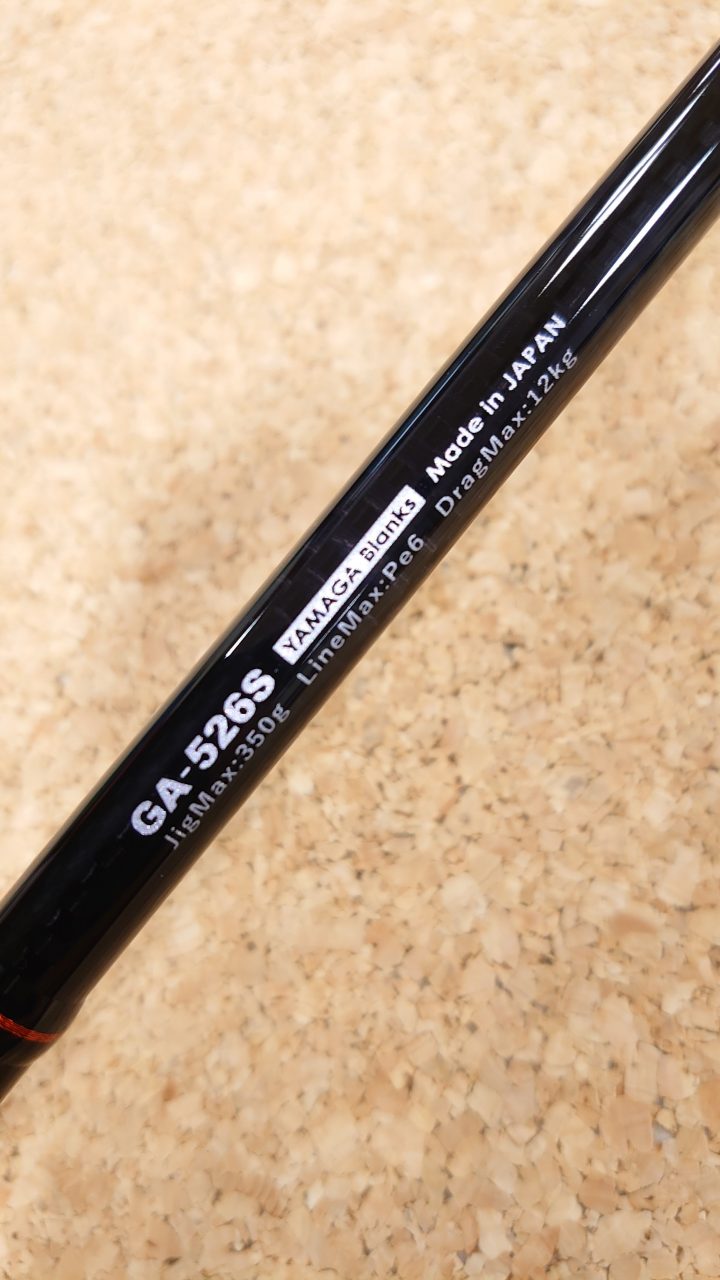 GA-526S YAMAGA Blanks Made in JAPAN
JigMax:350g LineMax:Pe6 DragMax:12kg